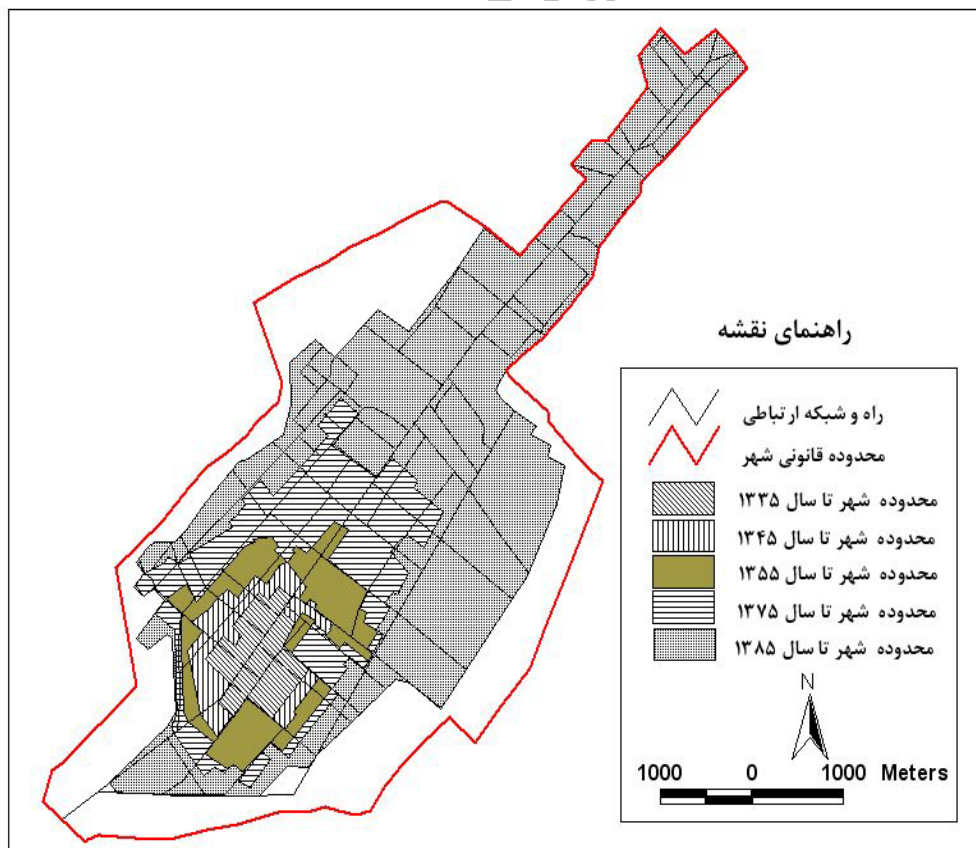 راهنمای نقشه
راه و شبکه ارتباطی
محدوده قانونی شهر
محدوده شهر تا سال ۱۳۳۵
محدوده شهر تا سال ۱۳۴۵
محدوده شهر تا سال ۱۳۵۵
محدوده شهر تا سال ۱۳۷۵
محدوده شهر تا سال ۱۳۸۵
N
1000 0 1000 Meters